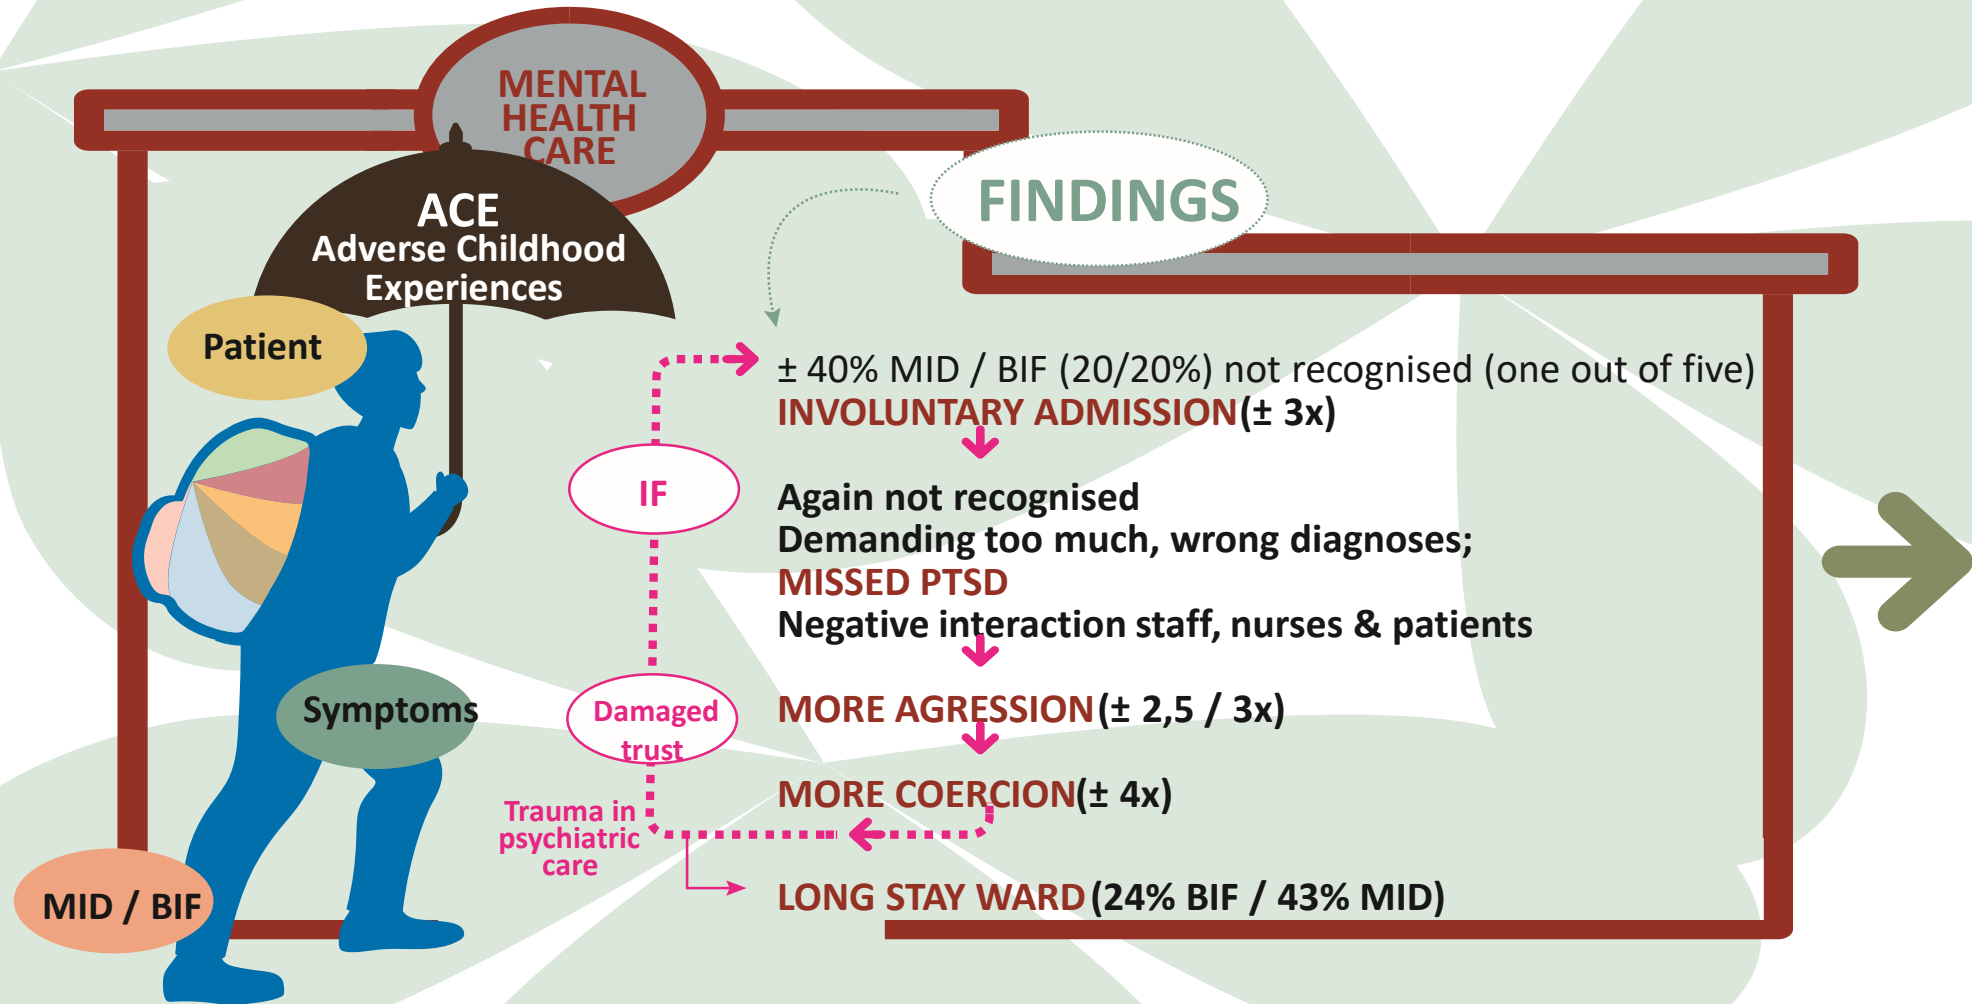 MENTAL
HEALTH
CARE
ACE
Adverse Childhood
Experiences
FINDINGS
Patient
± 40% MID / BIF (20/20%) not recognised (one out of five)
INVOLUNTARY ADMISSION (± 3x)
IF
Again not recognised
Demanding too much, wrong diagnoses;
MISSED PTSD
Negative interaction staff, nurses & patients
Symptoms
Damaged
trust
MORE AGRESSION (± 2,5 / 3x)
MORE COERCION (± 4x)
Trauma in
psychiatric
care
LONG STAY WARD (24% BIF / 43% MID)
MID / BIF